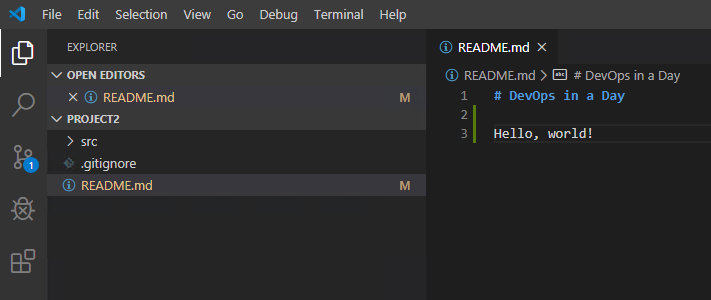 File Edit Selection View Go Debug Terminal Help
EXPLORER
OPEN EDITORS
README.md M
PROJECT2
src
.gitignore
README.md M
1
README.md
README.md > abc # DevOps in a Day
1 # DevOps in a Day
2
3 Hello, world!